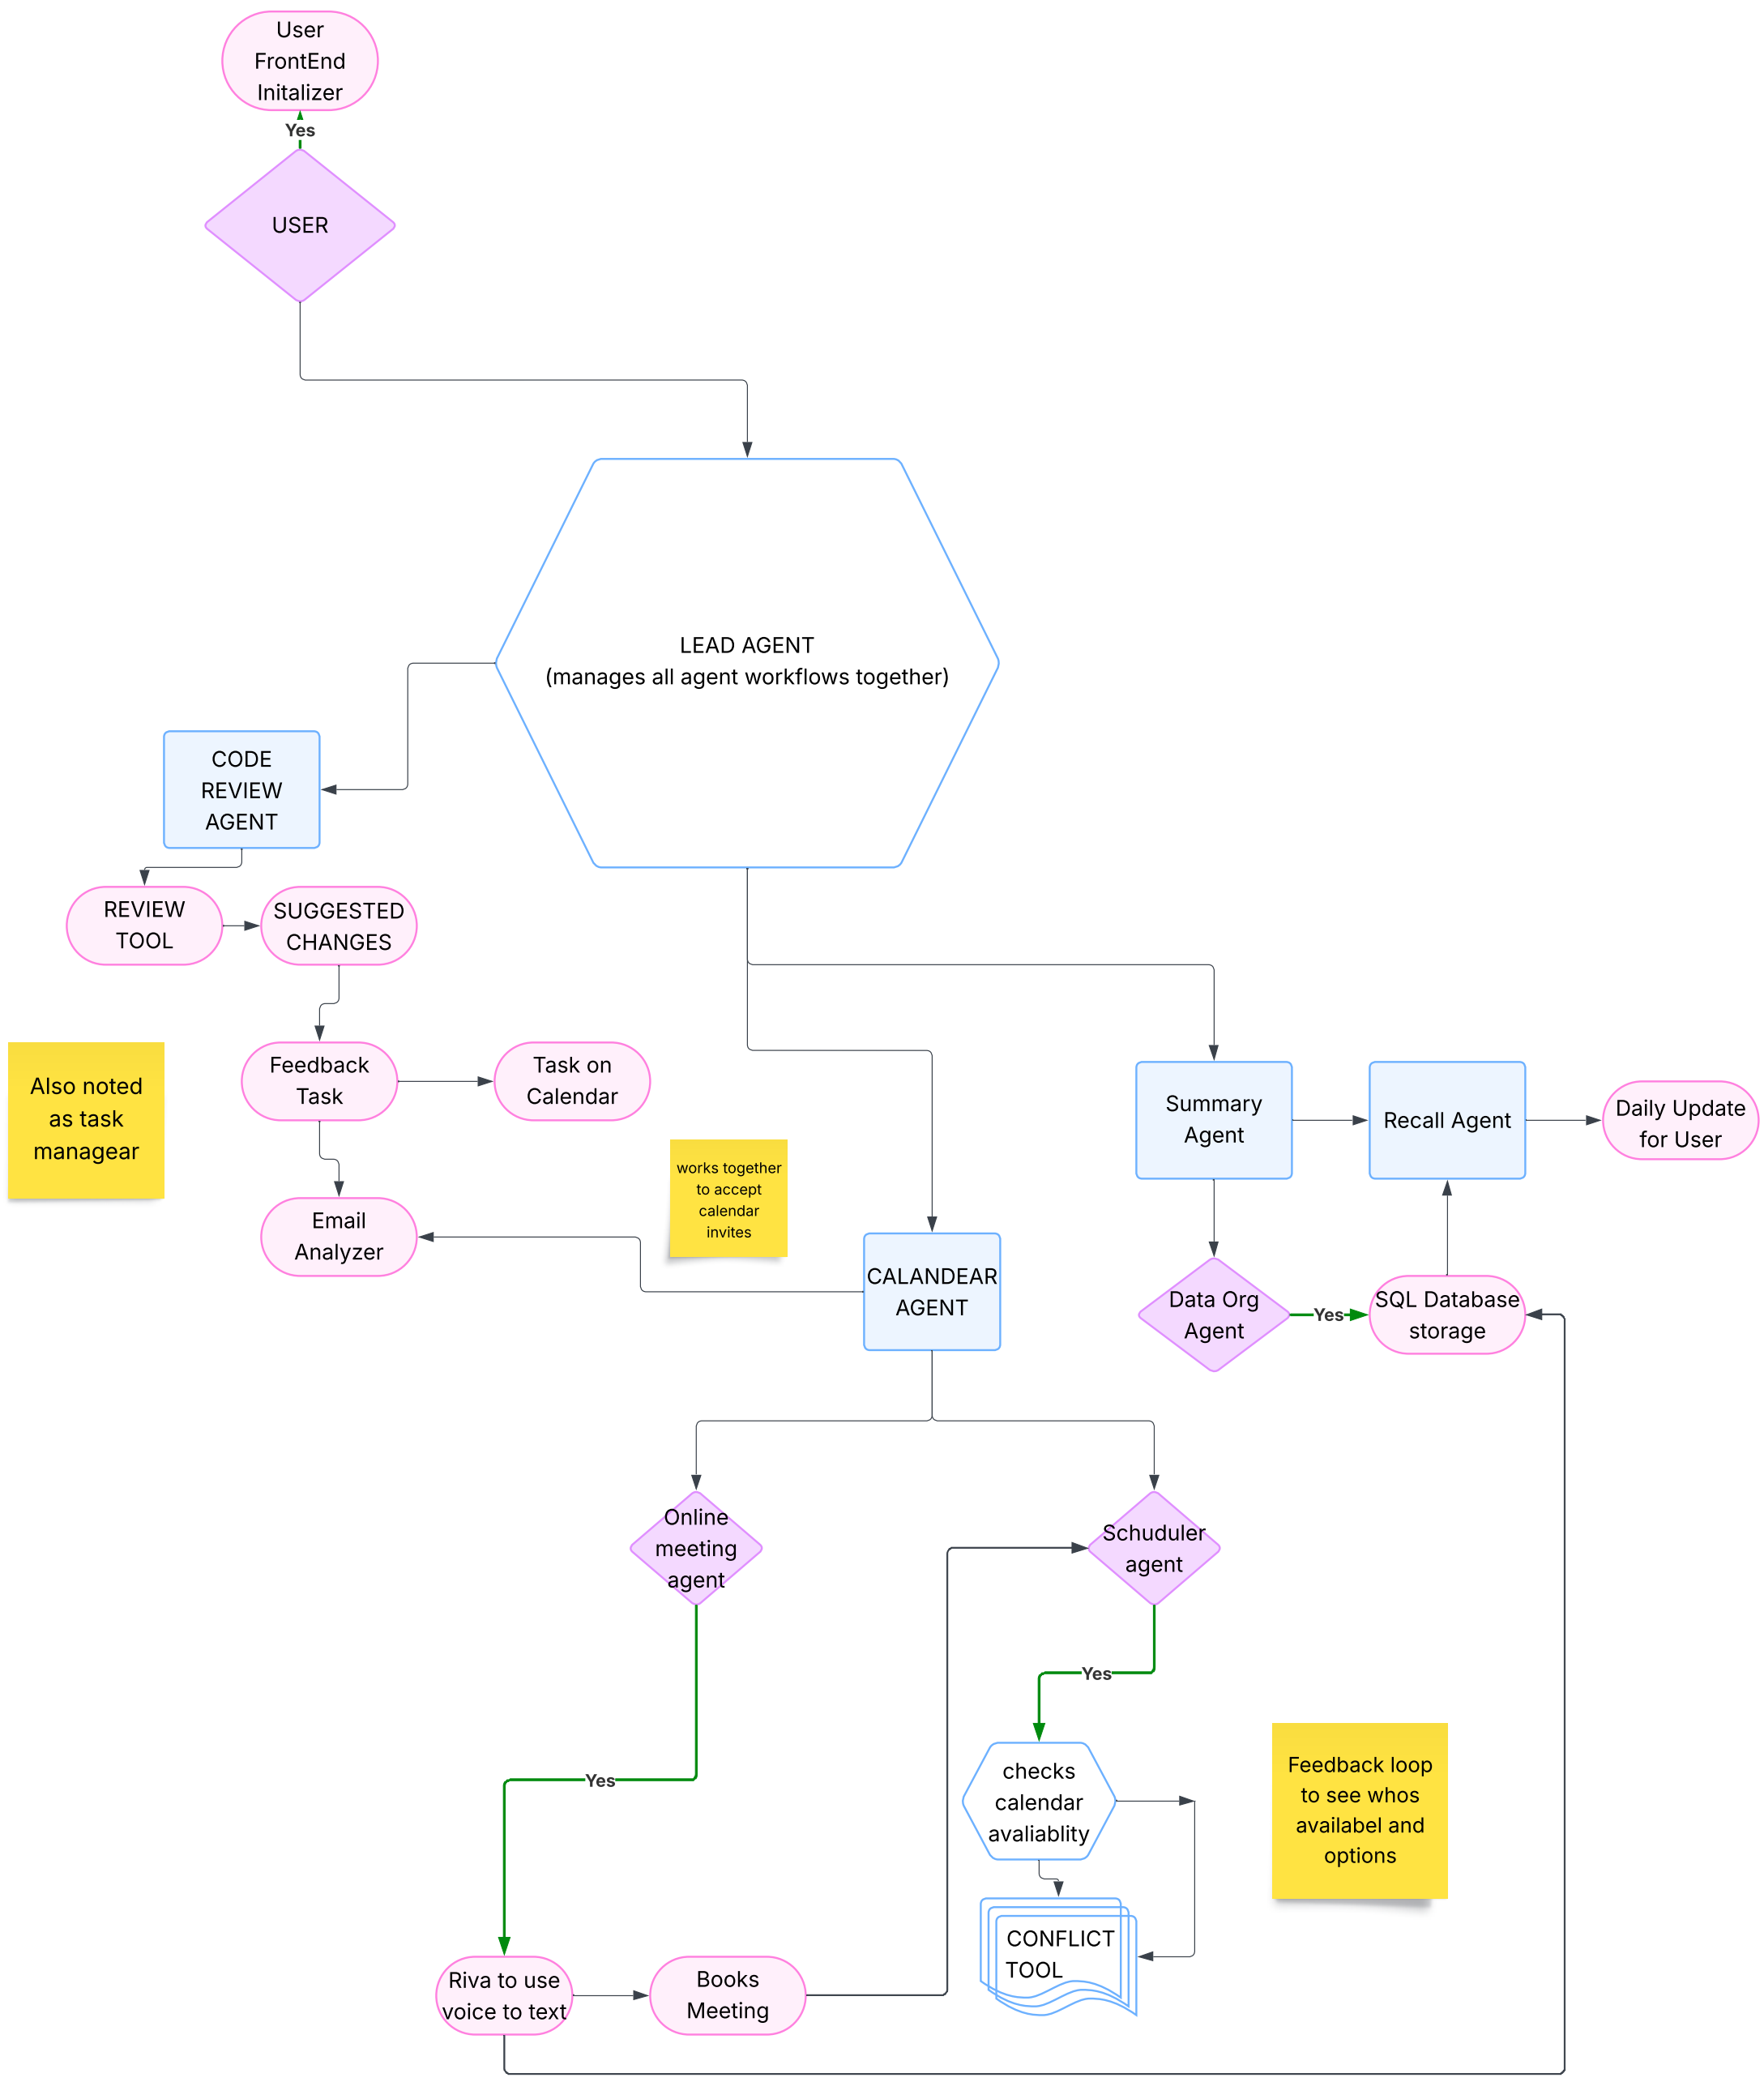 User
FrontEnd
Initalizer
Yes
USER
LEAD AGENT
(manages all agent workflows together)
CODE
REVIEW
AGENT
REVIEW
TOOL
SUGGESTED
CHANGES
Also noted
as task
managear
Feedback
Task
Task on
Calendar
Email
Analyzer
works together
to accept
calendar
invites
CALANDEAR
AGENT
Summary
Agent
Recall Agent
Daily Update
for User
Data Org
Agent
Yes
SQL Database
storage
Online
meeting
agent
Schuduler
agent
Yes
Yes
checks
calendar
avaliablity
Feedback loop
to see whos
availabel and
options
CONFLICT
TOOL
Riva to use
voice to text
Books
Meeting